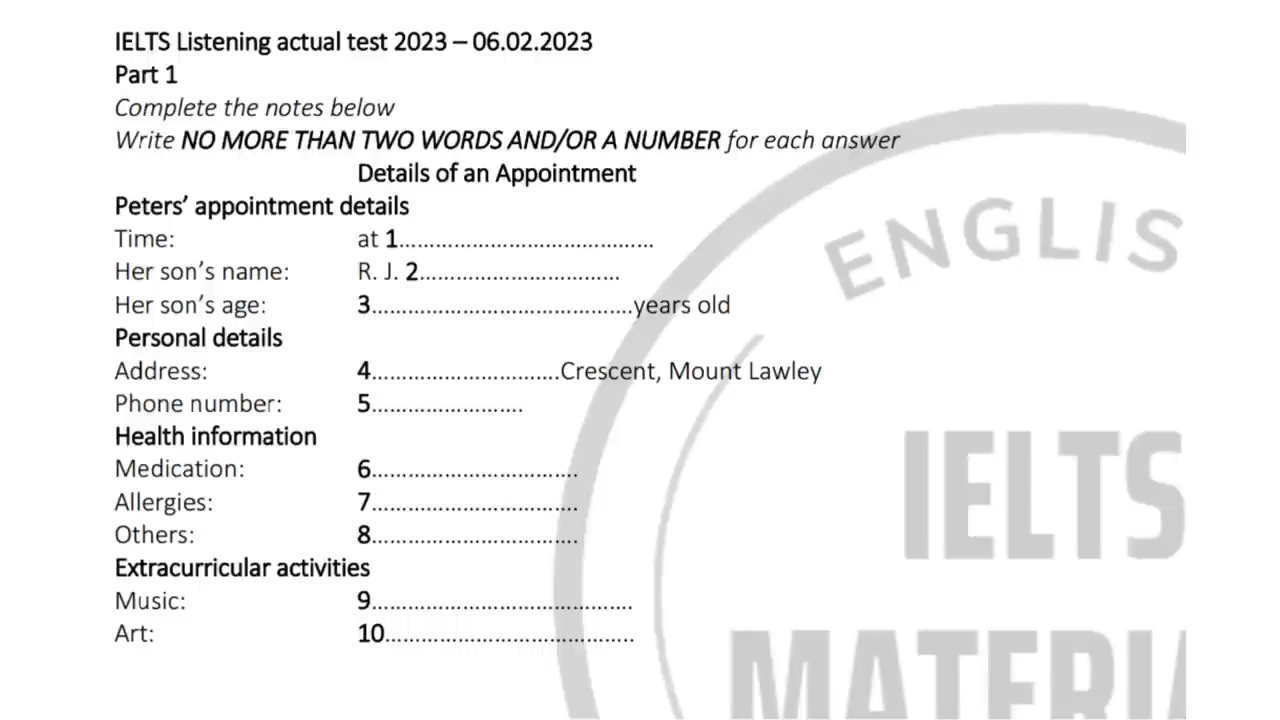 IELTS Listening actual test 2023 – 06.02.2023
Part 1
Complete the notes below
Write NO MORE THAN TWO WORDS AND/OR A NUMBER for each answer
Details of an Appointment
Peters’ appointment details
Time: at 1..........................................
Her son’s name: R. J. 2.................................
Her son’s age: 3...........................................years old
Personal details
Address: 4...............................Crescent, Mount Lawley
Phone number: 5.........................
Health information
Medication: 6..................................
Allergies: 7..................................
Others: 8..................................
Extracurricular activities
Music: 9...........................................
Art: 10.........................................
ENGLIS
IELTS
MATERI